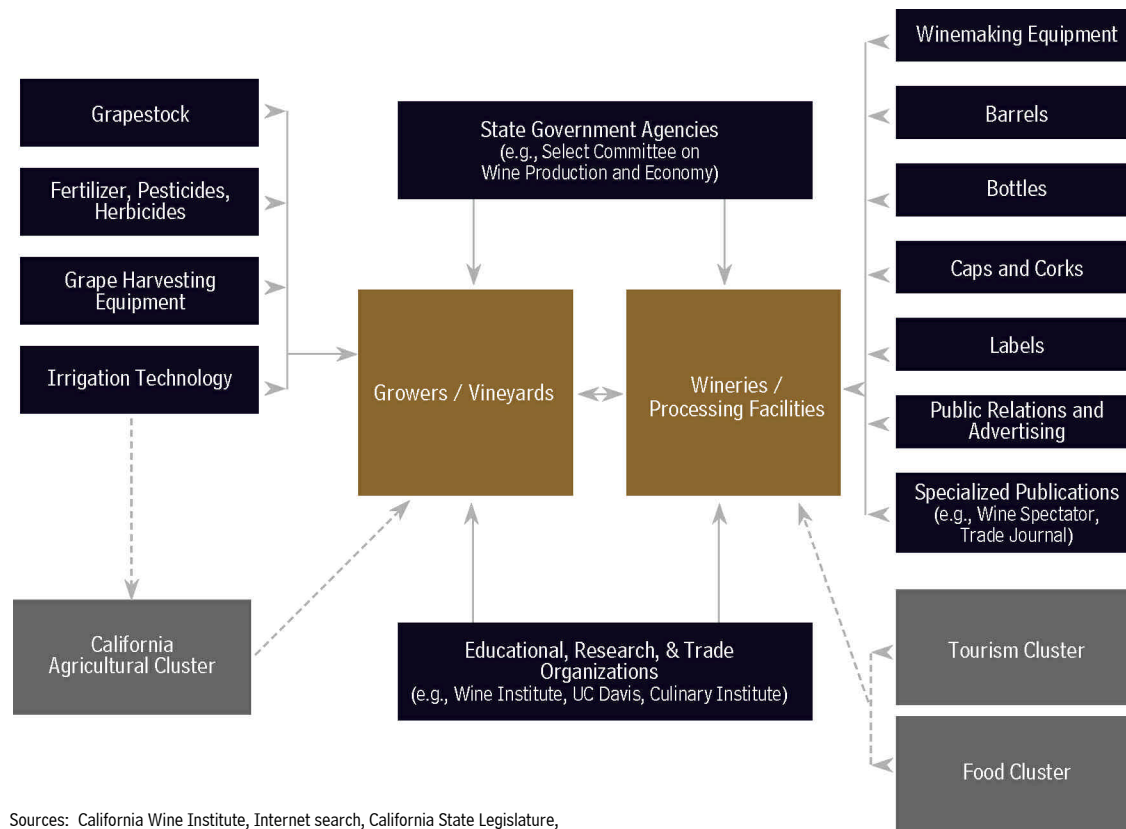 Grapestock
Fertilizer, Pesticides,
Herbicides
Grape Harvesting
Equipment
Irrigation Technology
California
Agricultural Cluster
State Government Agencies
(e.g., Select Committee on
Wine Production and Economy)
Growers / Vineyards
Wineries /
Processing Facilities
Educational, Research, & Trade
Organizations
(e.g., Wine Institute, UC Davis, Culinary Institute)
Winemaking Equipment
Barrels
Bottles
Caps and Corks
Labels
Public Relations and
Advertising
Specialized Publications
(e.g., Wine Spectator,
Trade Journal)
Tourism Cluster
Food Cluster
Sources: California Wine Institute, Internet search, California State Legislature,